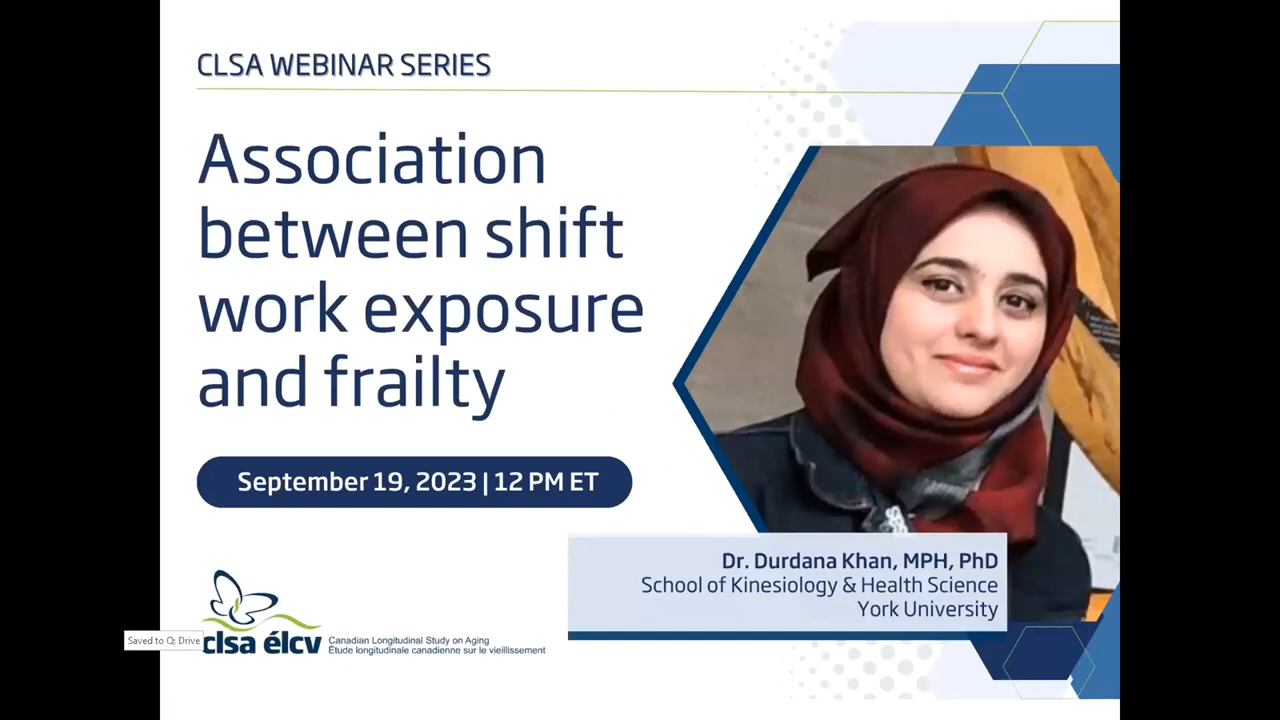 CLSA WEBINAR SERIES
Association
between shift
work exposure
and frailty
September 19, 2023 | 12 PM ET
Dr. Durdana Khan, MPH, PhD
School of Kinesiology & Health Science
York University
Saved to Q: Drive
clsa élcv
Canadian Longitudinal Study on Aging
Étude longitudinale canadienne sur le vieillissement